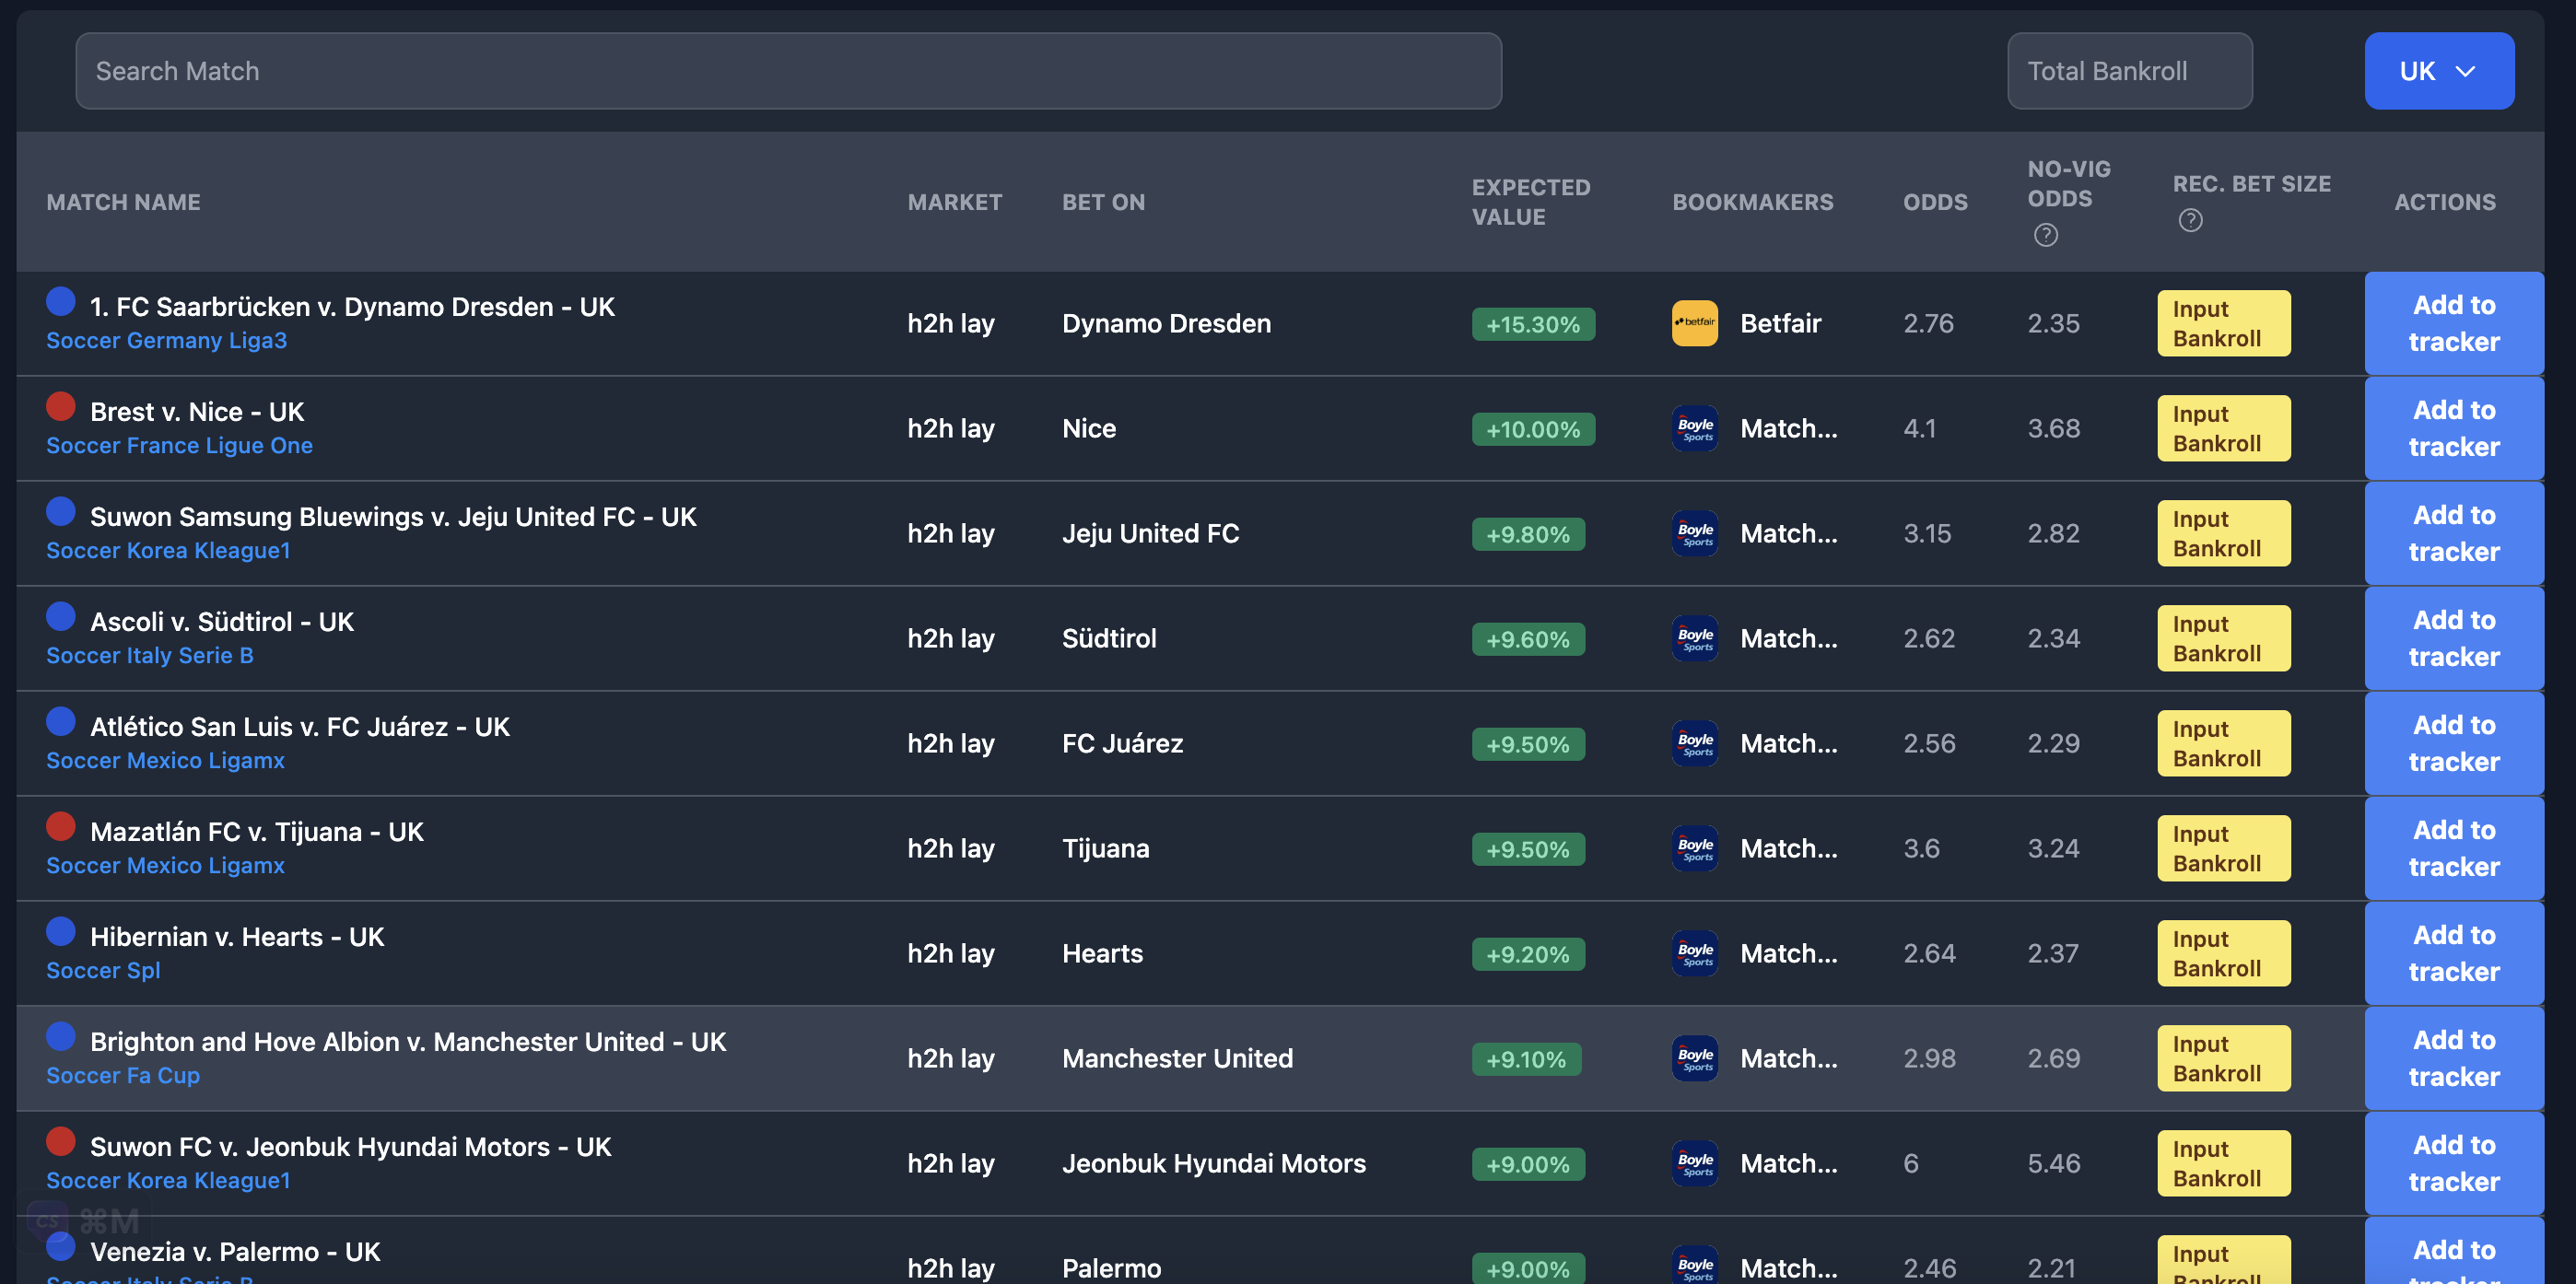 Search Match
Total Bankroll
UK
MATCH NAME
MARKET
BET ON
EXPECTED
VALUE
BOOKMAKERS
ODDS
NO-VIG
ODDS
?
REC. BET SIZE
?
ACTIONS
1. FC Saarbrücken v. Dynamo Dresden - UK
Soccer Germany Liga3
h2h lay
Dynamo Dresden
+15.30%
betfair
Betfair
2.76
2.35
Input
Bankroll
Add to
tracker
Brest v. Nice - UK
Soccer France Ligue One
h2h lay
Nice
+10.00%
Boyle
Sports
Match...
4.1
3.68
Input
Bankroll
Add to
tracker
Suwon Samsung Bluewings v. Jeju United FC - UK
Soccer Korea Kleague1
h2h lay
Jeju United FC
+9.80%
Boyle
Sports
Match...
3.15
2.82
Input
Bankroll
Add to
tracker
Ascoli v. Südtirol - UK
Soccer Italy Serie B
h2h lay
Südtirol
+9.60%
Boyle
Sports
Match...
2.62
2.34
Input
Bankroll
Add to
tracker
Atlético San Luis v. FC Juárez - UK
Soccer Mexico Ligamx
h2h lay
FC Juárez
+9.50%
Boyle
Sports
Match...
2.56
2.29
Input
Bankroll
Add to
tracker
Mazatlán FC v. Tijuana - UK
Soccer Mexico Ligamx
h2h lay
Tijuana
+9.50%
Boyle
Sports
Match...
3.6
3.24
Input
Bankroll
Add to
tracker
Hibernian v. Hearts - UK
Soccer Spl
h2h lay
Hearts
+9.20%
Boyle
Sports
Match...
2.64
2.37
Input
Bankroll
Add to
tracker
Brighton and Hove Albion v. Manchester United - UK
Soccer Fa Cup
h2h lay
Manchester United
+9.10%
Boyle
Sports
Match...
2.98
2.69
Input
Bankroll
Add to
tracker
Suwon FC v. Jeonbuk Hyundai Motors - UK
Soccer Korea Kleague1
h2h lay
Jeonbuk Hyundai Motors
+9.00%
Boyle
Sports
Match...
6
5.46
Input
Bankroll
Add to
tracker
CS ⌘M
Venezia v. Palermo - UK
Soccer Italy Serie B
h2h lay
Palermo
+9.00%
Boyle
Sports
Match...
2.46
2.21
Input
Bankroll
Add to
tracker